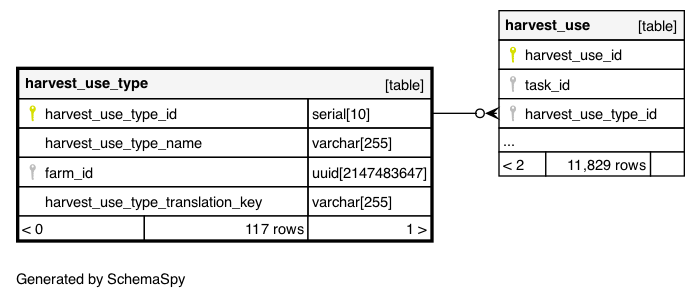 harvest_use [table]
harvest_use_id
task_id
harvest_use_type_id
...
< 2 11,829 rows
harvest_use_type [table]
harvest_use_type_id serial[10]
harvest_use_type_name varchar[255]
farm_id uuid[2147483647]
harvest_use_type_translation_key varchar[255]
< 0 117 rows 1 >
Generated by SchemaSpy